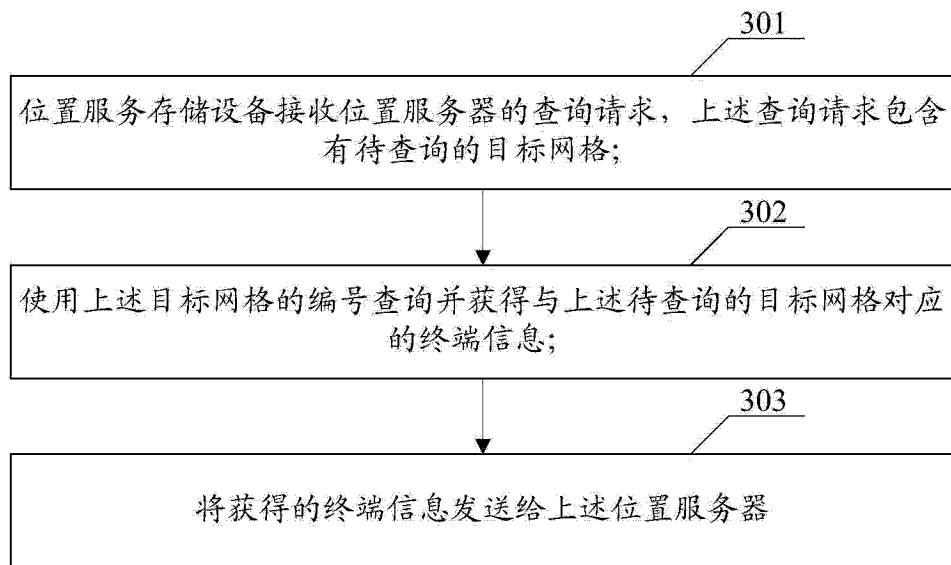 301
位置服务存储设备接收位置服务器的查询请求，上述查询请求包含
有待查询的目标网格；
302
使用上述目标网格的编号查询并获得与上述待查询的目标网格对应
的终端信息；
303
将获得的终端信息发送给上述位置服务器